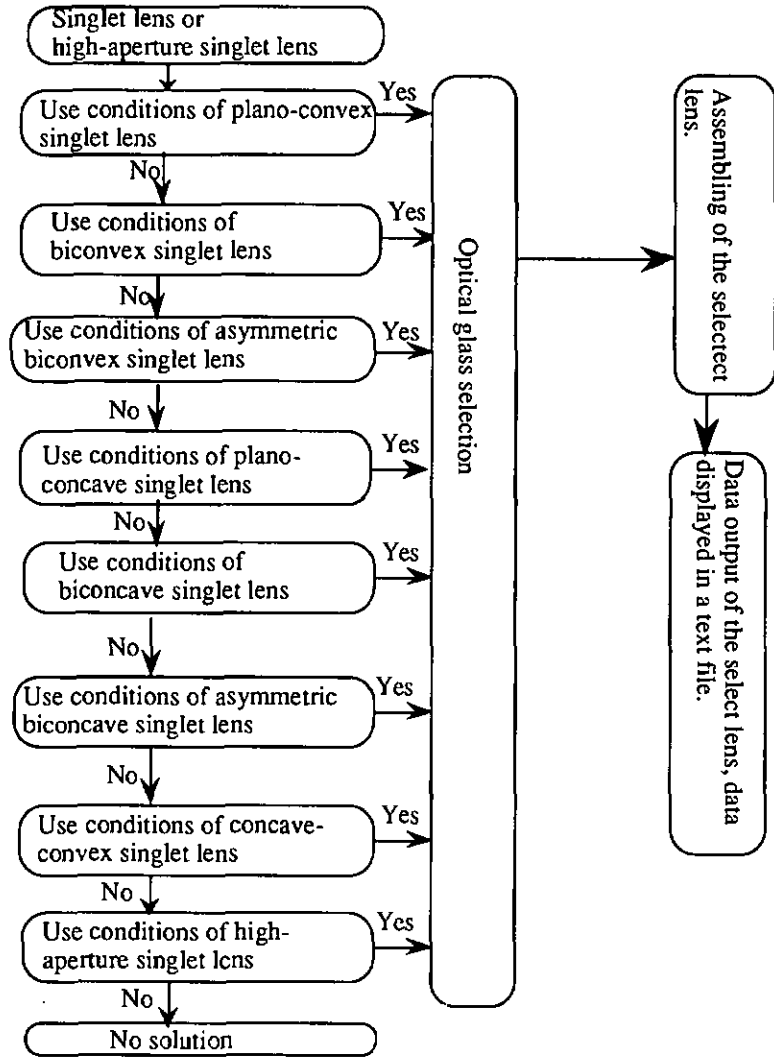 Singlet lens or
high-aperture singlet lens
Use conditions of plano-convex
singlet lens
Yes
No
Use conditions of
biconvex singlet lens
Yes
No
Use conditions of asymmetric
biconvex singlet lens
Yes
No
Use conditions of plano-
concave singlet lens
Yes
No
Use conditions of
biconcave singlet lens
Yes
No
Use conditions of asymmetric
biconcave singlet lens
Yes
No
Use conditions of concave-
convex singlet lens
Yes
No
Use conditions of high-
aperture singlet lens
Yes
No
No solution
Optical glass selection
Assembling of the selectect
lens.
Data output of the select lens, data
displayed in a text file.